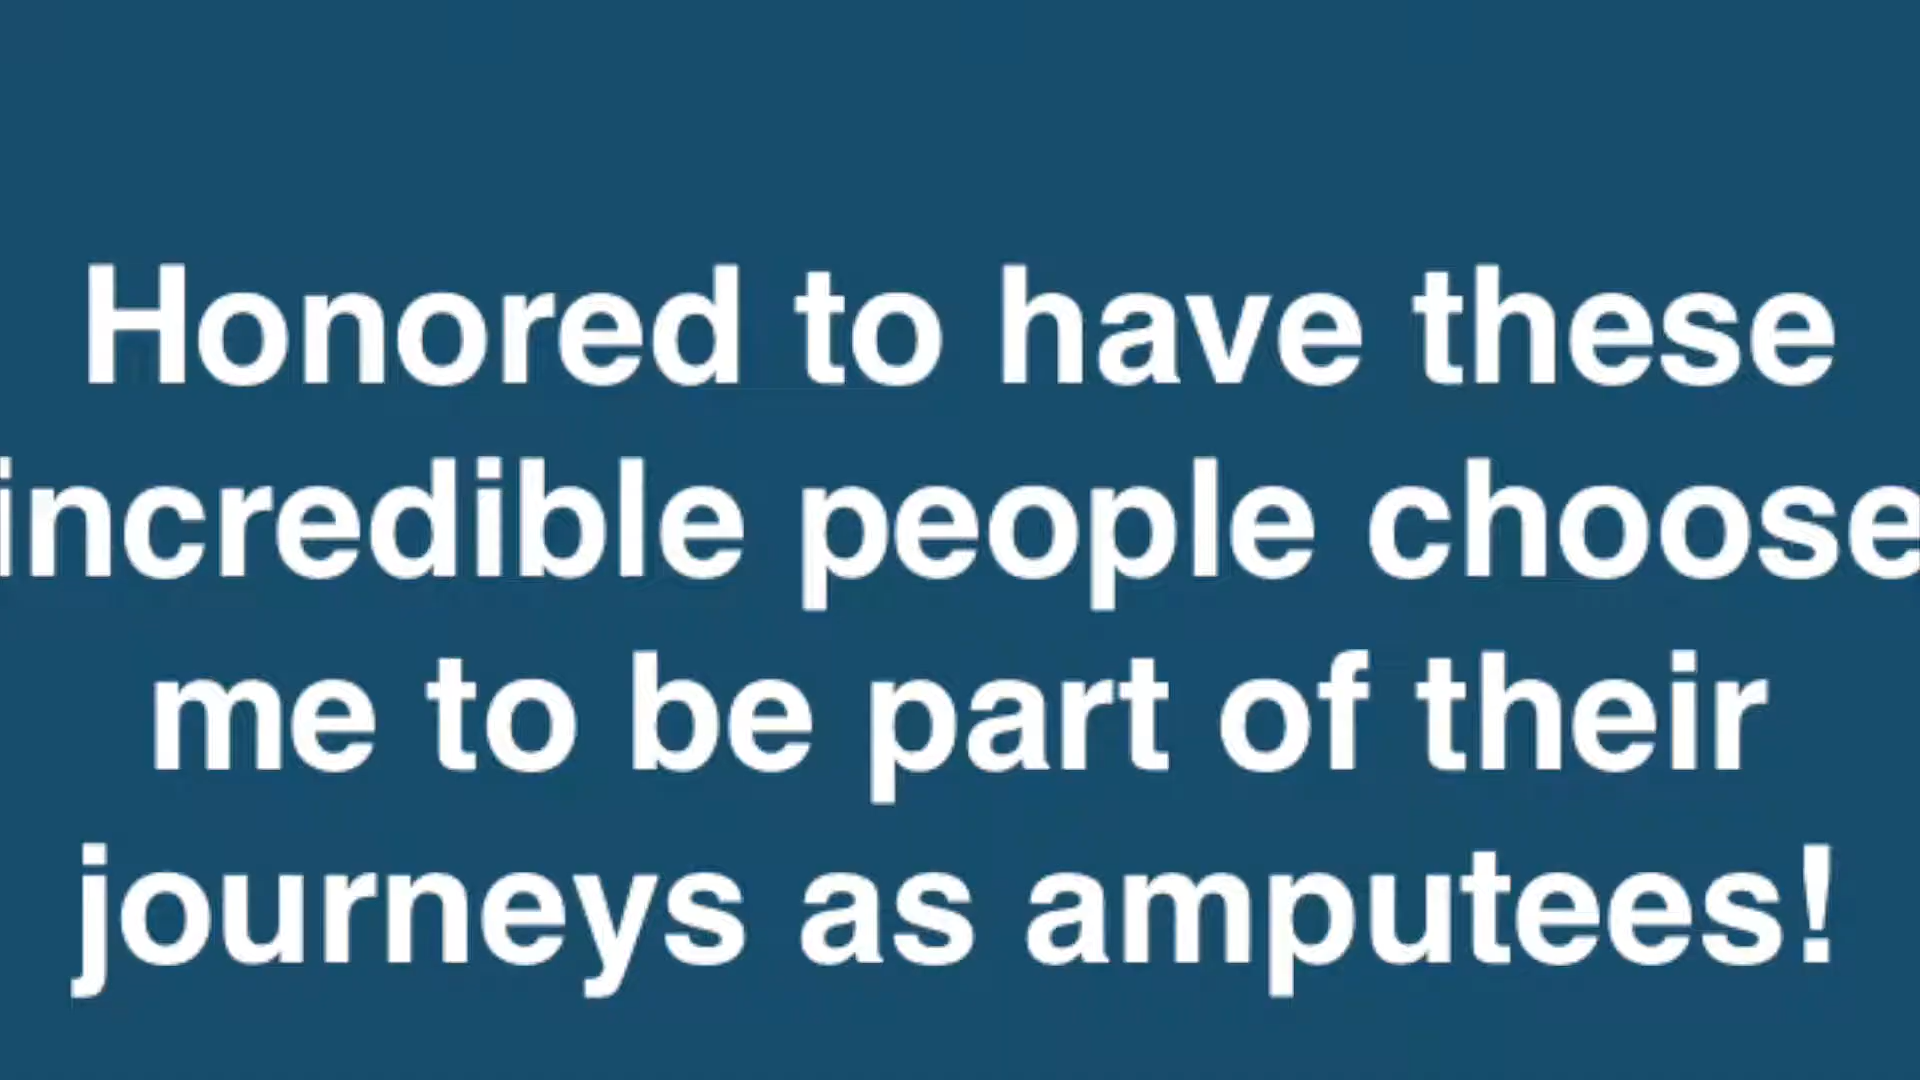 Honored to have these
incredible people choose
me to be part of their
journeys as amputees!